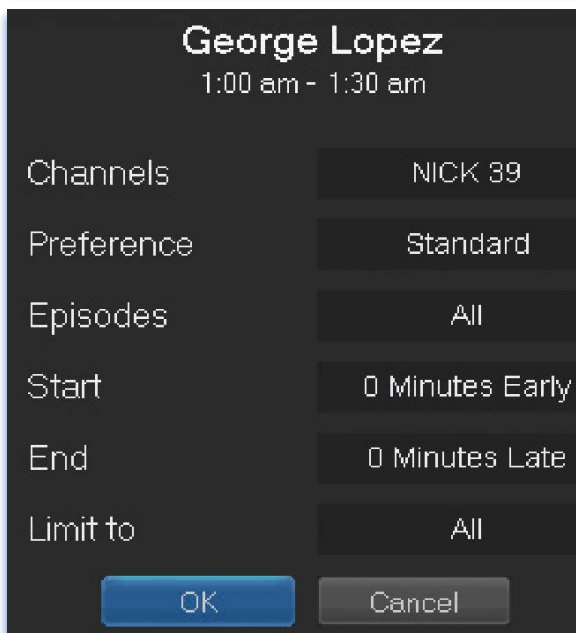 George Lopez
1:00 am - 1:30 am
Channels NICK 39
Preference Standard
Episodes All
Start 0 Minutes Early
End 0 Minutes Late
Limit to All
OK Cancel